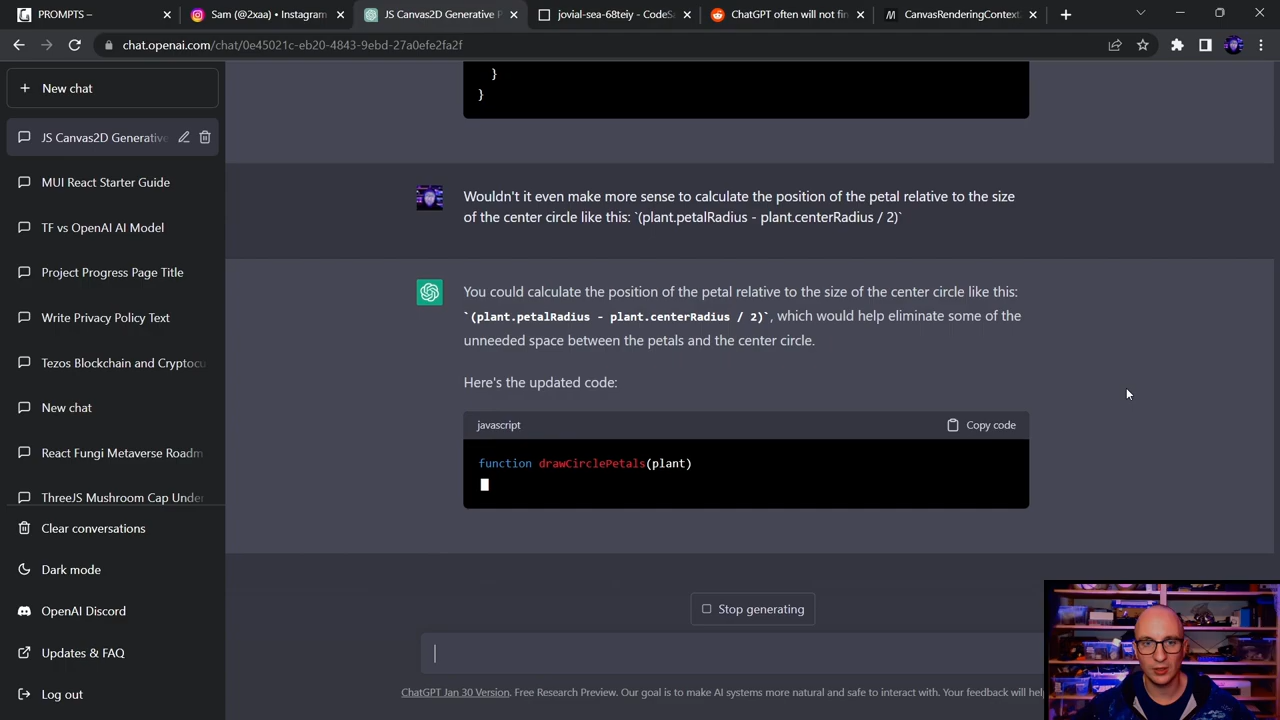 PROMPTS –
Sam (@2xaa) • Instagram
JS Canvas2D Generative P
jovial-sea-68teiy - CodeSa
ChatGPT often will not fin
CanvasRenderingContext.
chat.openai.com/chat/0e45021c-eb20-4843-9ebd-27a0efe2fa2f
New chat
JS Canvas2D Generative
MUI React Starter Guide
TF vs OpenAI AI Model
Project Progress Page Title
Write Privacy Policy Text
Tezos Blockchain and Cryptocu
New chat
React Fungi Metaverse Roadm
ThreeJS Mushroom Cap Under
Clear conversations
Dark mode
OpenAI Discord
Updates & FAQ
Log out
}
}
Wouldn't it even make more sense to calculate the position of the petal relative to the size
of the center circle like this: `(plant.petalRadius - plant.centerRadius / 2)`
You could calculate the position of the petal relative to the size of the center circle like this:
`(plant.petalRadius - plant.centerRadius / 2)`, which would help eliminate some of the
unneeded space between the petals and the center circle.
Here's the updated code:
javascript
Copy code
function drawCirclePetals(plant)
Stop generating
ChatGPT Jan 30 Version. Free Research Preview. Our goal is to make AI systems more natural and safe to interact with. Your feedback will hel